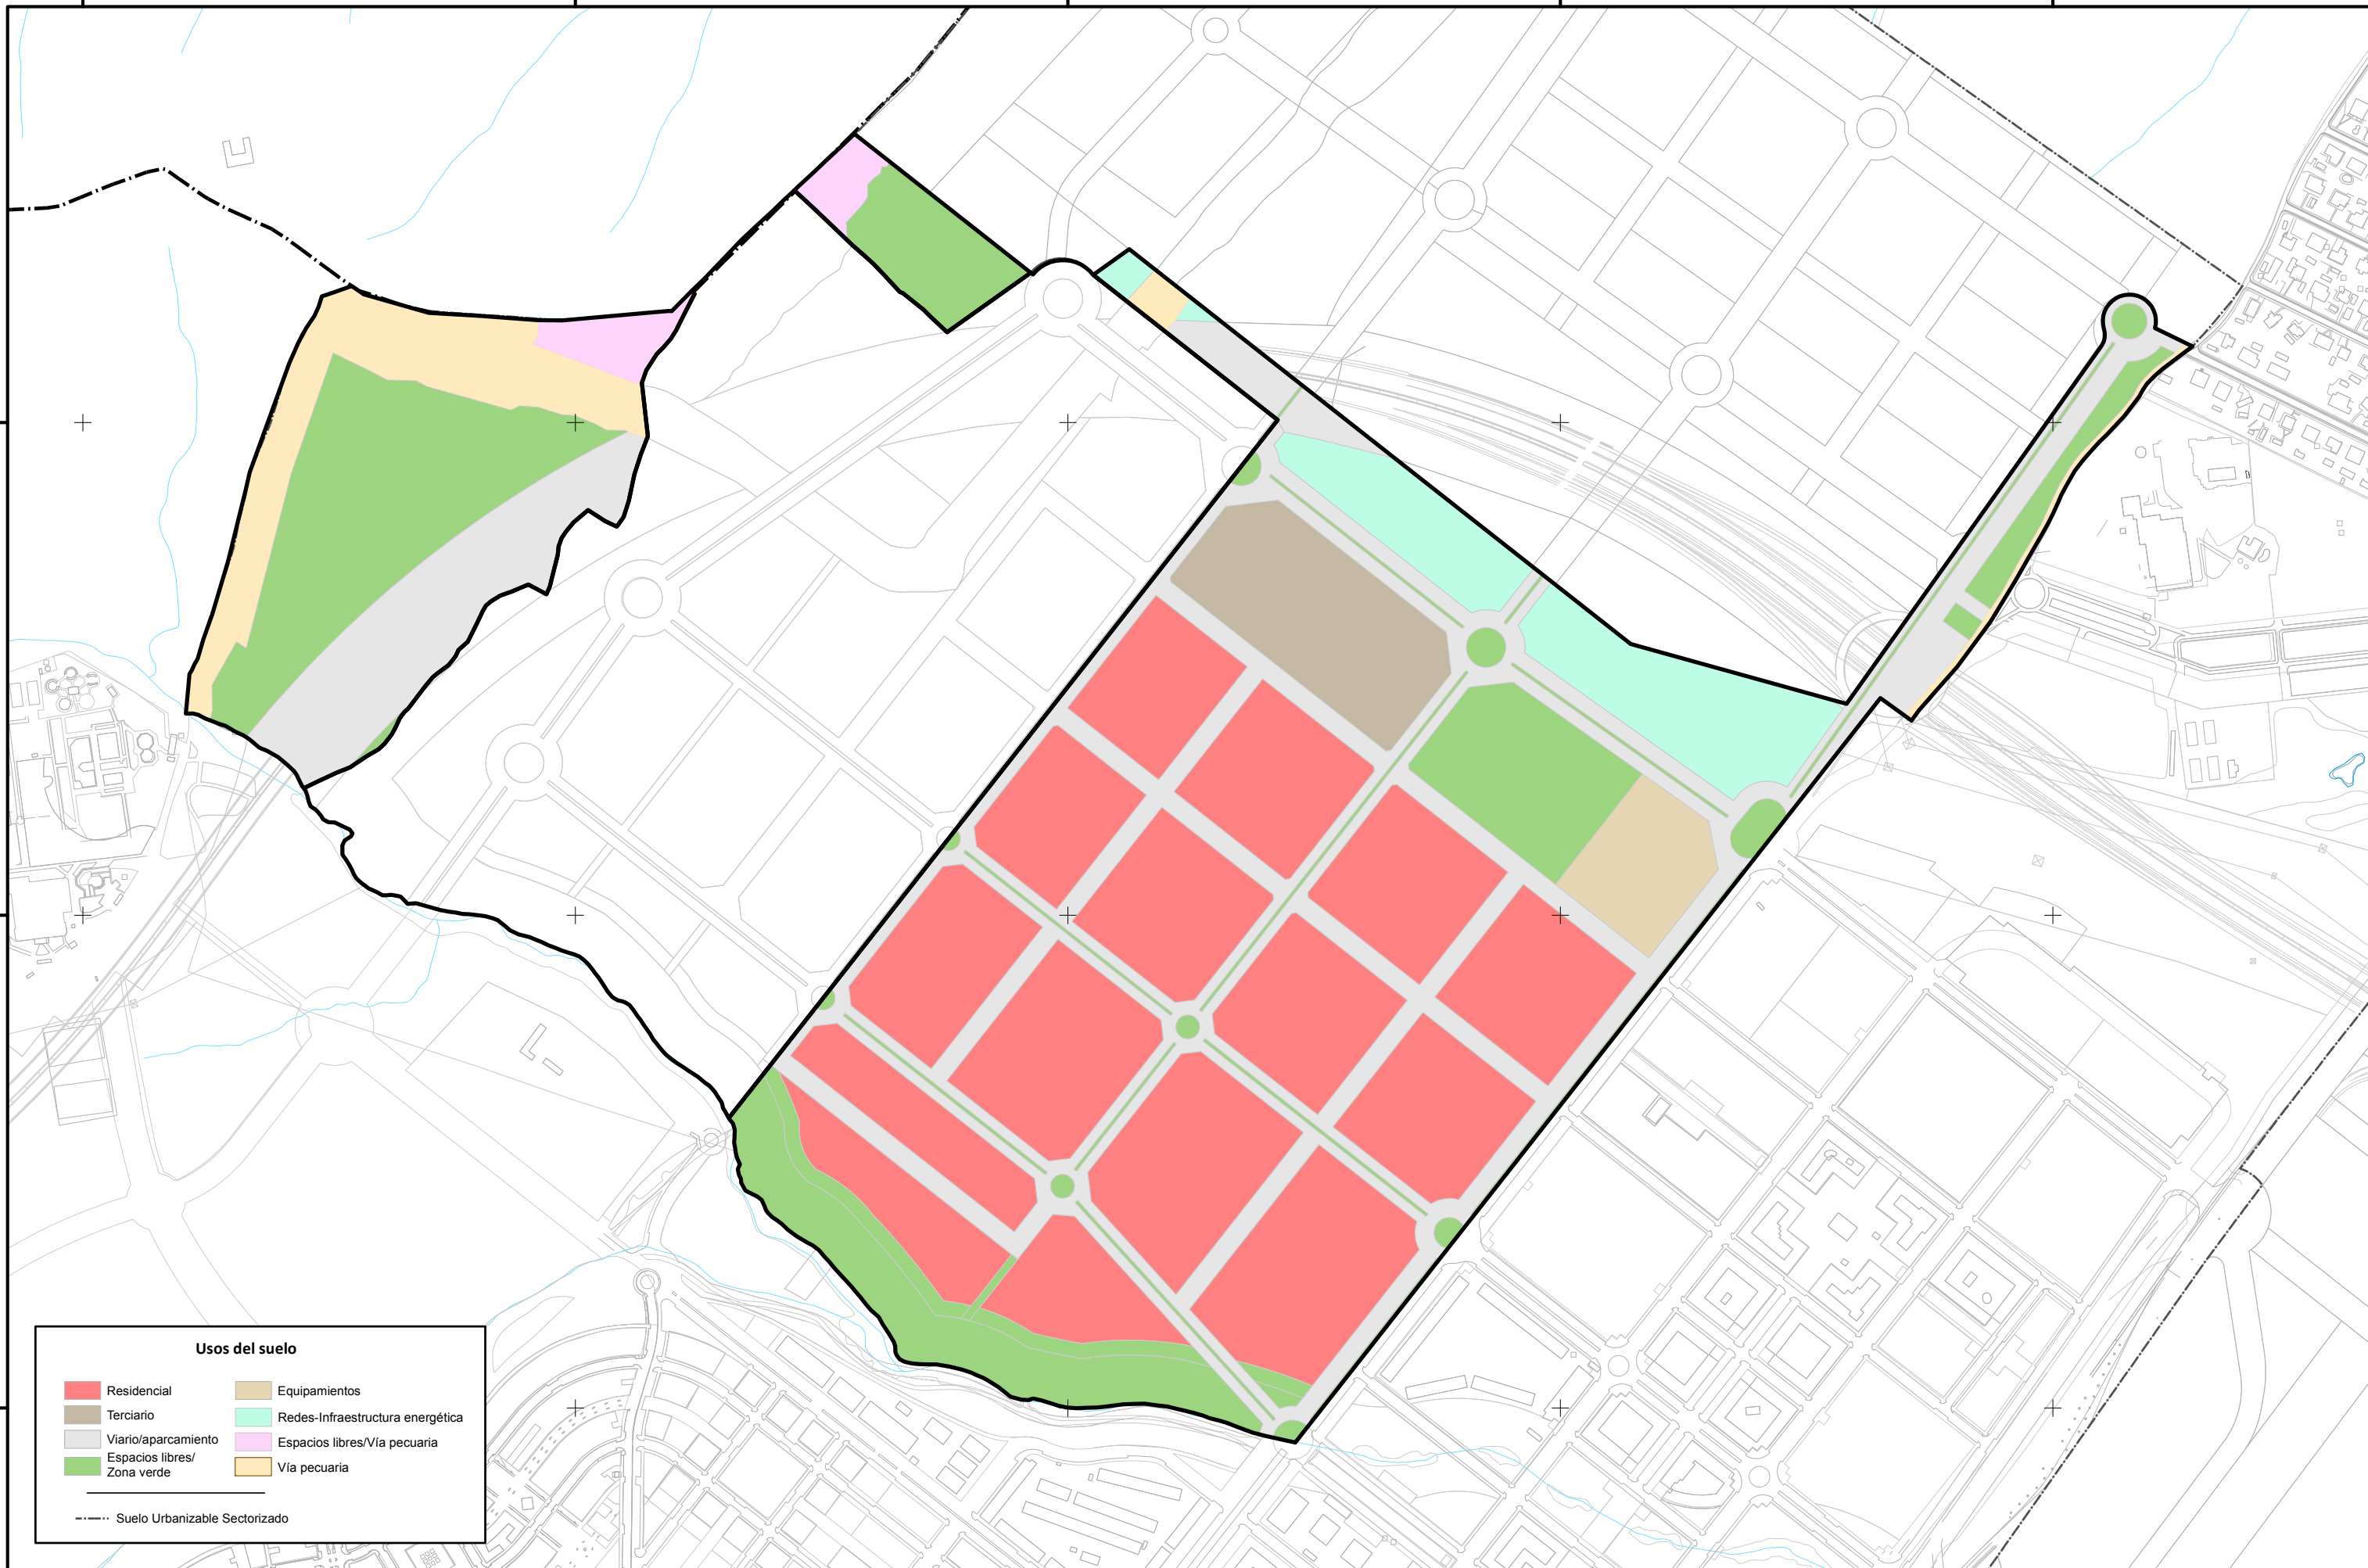 Usos del suelo
Residencial
Terciario
Viario/aparcamiento
Espacios libres/
Zona verde
Equipamientos
Redes-Infraestructura energética
Espacios libres/Vía pecuaria
Vía pecuaria
Suelo Urbanizable Sectorizado